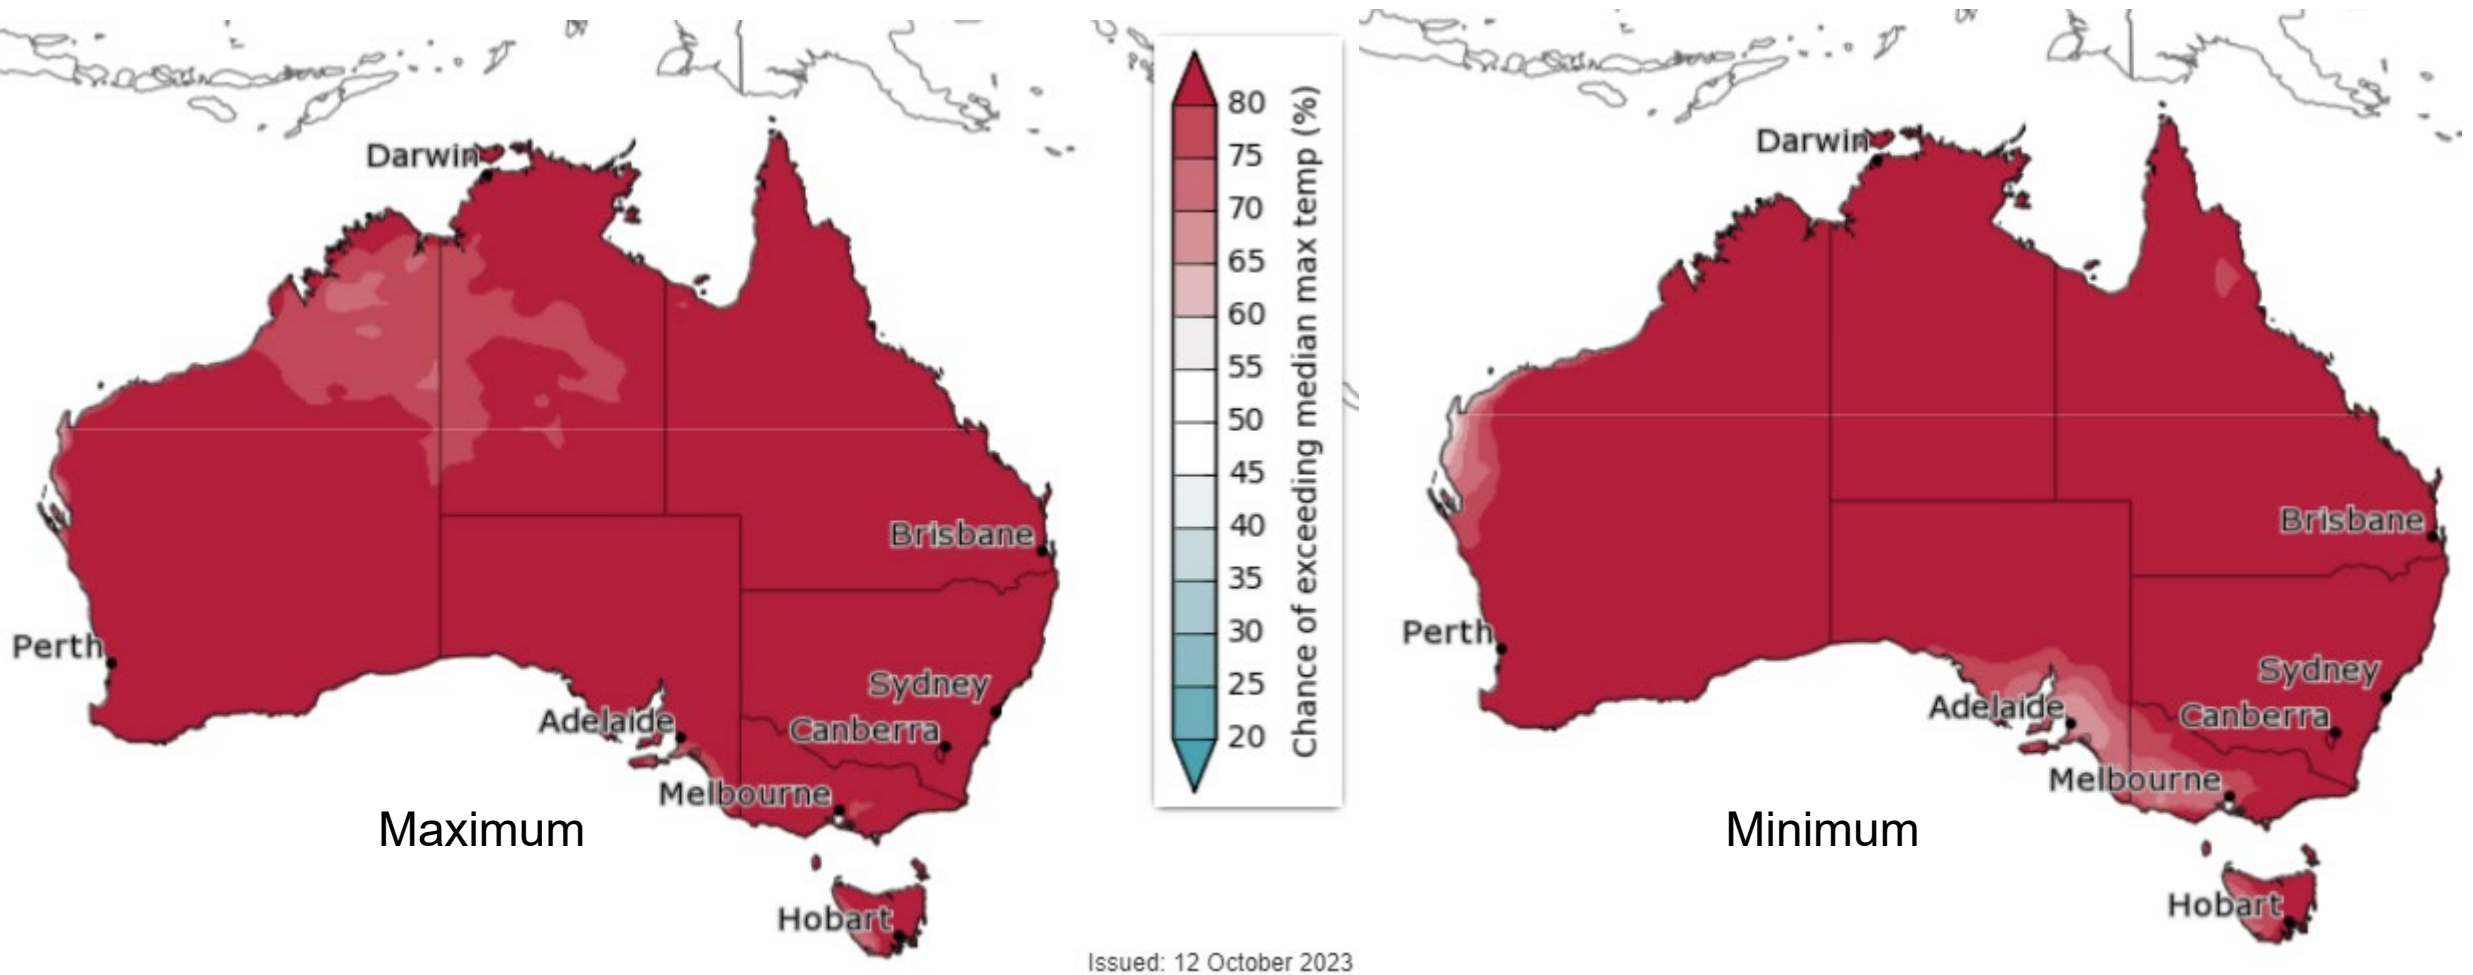 Darwin
Brisbane
Perth
Sydney
Adelaide
Canberra
Melbourne
Hobart
Maximum
80
75
70
65
60
55
50
45
40
35
30
25
20
Chance of exceeding median max temp (%)
Darwin
Brisbane
Perth
Sydney
Adelaide
Canberra
Melbourne
Hobart
Minimum
Issued: 12 October 2023